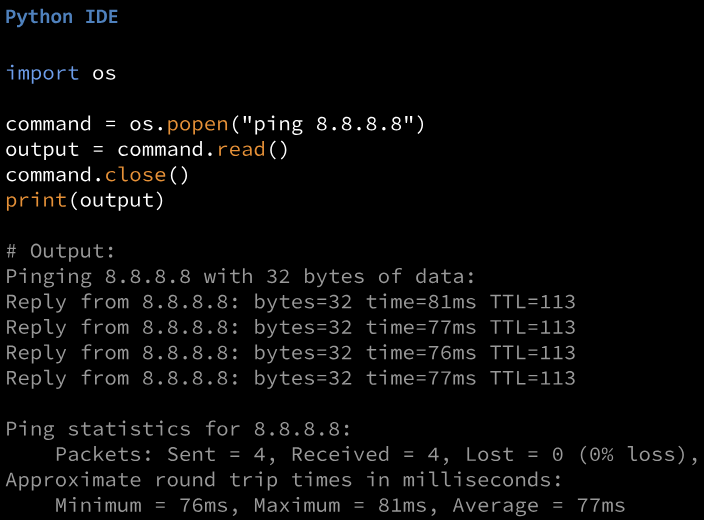 Python IDE
import os
command = os.popen("ping 8.8.8.8")
output = command.read()
command.close()
print(output)
# Output:
Pinging 8.8.8.8 with 32 bytes of data:
Reply from 8.8.8.8: bytes=32 time=81ms TTL=113
Reply from 8.8.8.8: bytes=32 time=77ms TTL=113
Reply from 8.8.8.8: bytes=32 time=76ms TTL=113
Reply from 8.8.8.8: bytes=32 time=77ms TTL=113
Ping statistics for 8.8.8.8:
    Packets: Sent = 4, Received = 4, Lost = 0 (0% loss),
Approximate round trip times in milliseconds:
    Minimum = 76ms, Maximum = 81ms, Average = 77ms